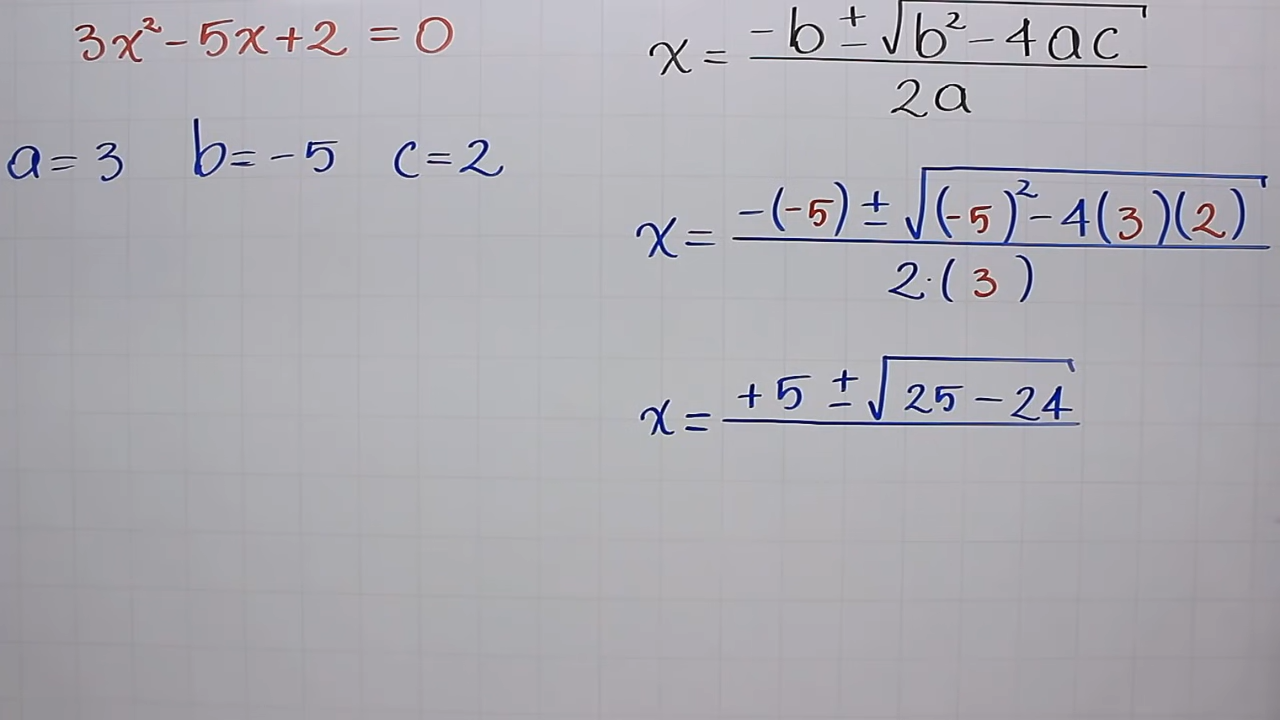 3x² - 5x + 2 = 0
a = 3 b = -5 c = 2
x = -b ± √b² - 4ac
2a
x = -(-5) ± √(-5)² - 4(3)(2)
2·(3)
x = +5 ± √25 - 24